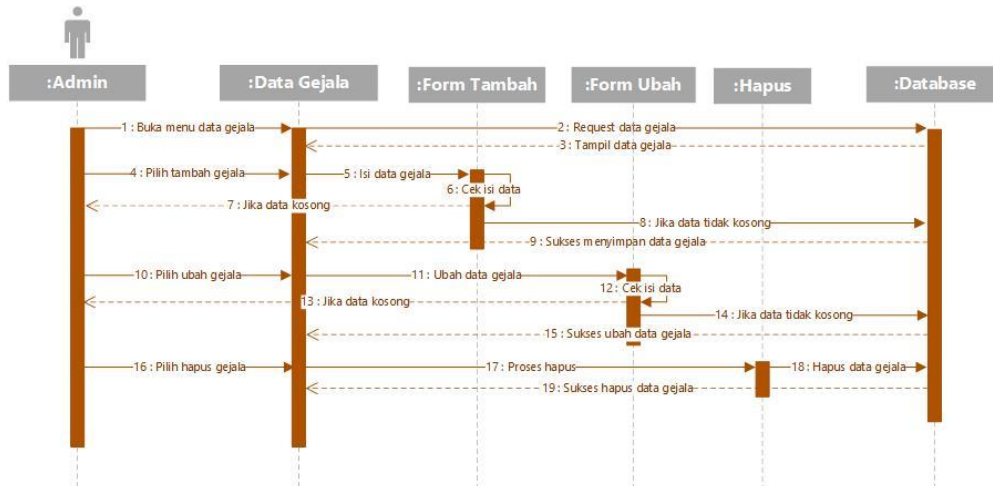 :Admin
:Data Gejala
:Form Tambah
:Form Ubah
:Hapus
:Database
1 : Buka menu data gejala
2 : Request data gejala
3 : Tampil data gejala
4 : Pilih tambah gejala
5 : Isi data gejala
6 : Cek isi data
7 : Jika data kosong
8 : Jika data tidak kosong
9 : Sukses menyimpan data gejala
10 : Pilih ubah gejala
11 : Ubah data gejala
12 : Cek isi data
13 : Jika data kosong
14 : Jika data tidak kosong
15 : Sukses ubah data gejala
16 : Pilih hapus gejala
17 : Proses hapus
18 : Hapus data gejala
19 : Sukses hapus data gejala